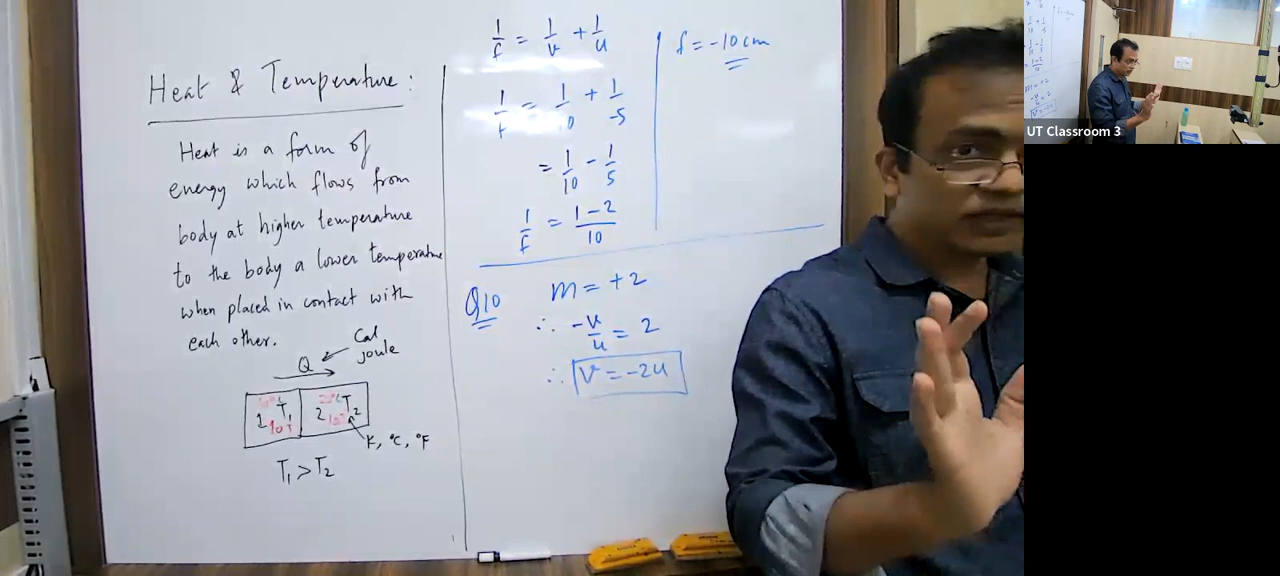 Heat & Temperature:
Heat is a form of
energy which flows from
body at higher temperature
to the body a lower temperature
when placed in contact with
each other.
Q
Cal
joule
1 T₁
2 T₂
K, °C, °F
T₁ > T₂
1/f = 1/v + 1/u
1/f = 1/10 + 1/-5
= 1/10 - 1/5
1/f = 1-2/10
f = -10 cm
Q10
m = +2
∴ -v/u = 2
∴ v = -2u
UT Classroom 3